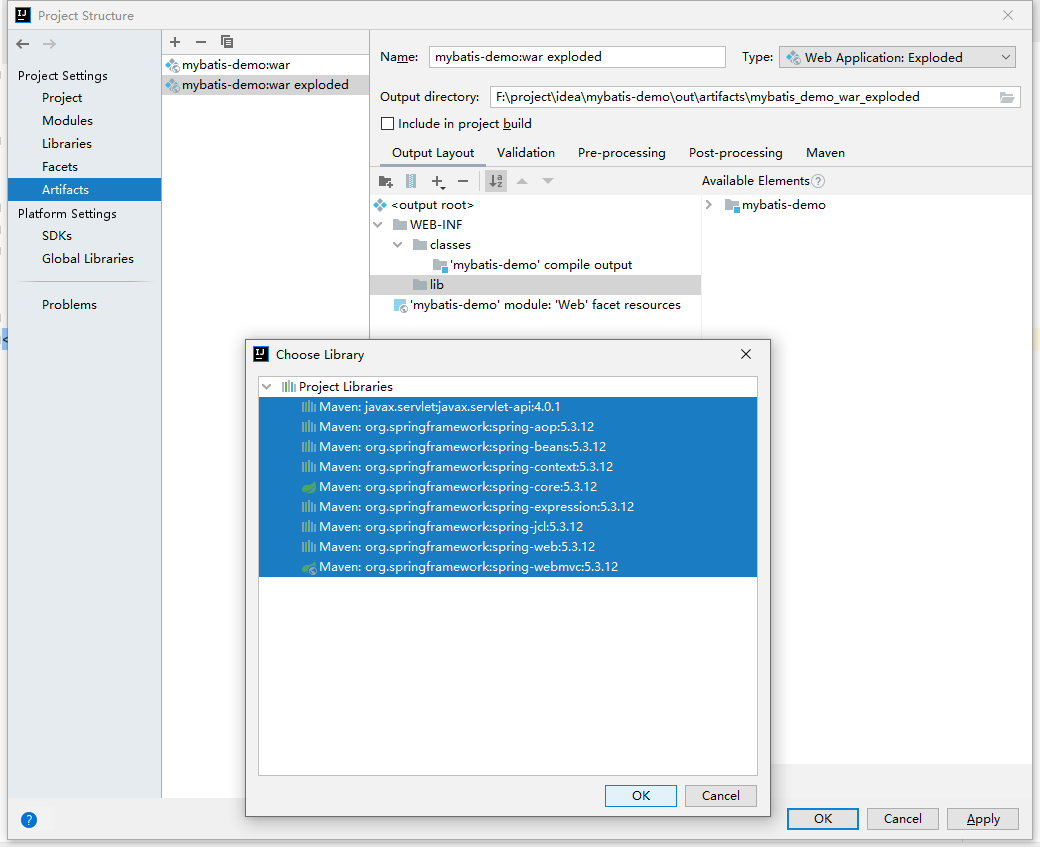 Project Structure
Project Settings
Project
Modules
Libraries
Facets
Artifacts
Platform Settings
SDKs
Global Libraries
Problems
mybatis-demo:war
mybatis-demo:war exploded
Name: mybatis-demo:war exploded Type: Web Application: Exploded
Output directory: F:\project\idea\mybatis-demo\out\artifacts\mybatis_demo_war_exploded
Include in project build
Output Layout Validation Pre-processing Post-processing Maven
Available Elements ?
<output root>
WEB-INF
classes
'mybatis-demo' compile output
lib
'mybatis-demo' module: 'Web' facet resources
mybatis-demo
Choose Library
Project Libraries
Maven: javax.servlet:javax.servlet-api:4.0.1
Maven: org.springframework:spring-aop:5.3.12
Maven: org.springframework:spring-beans:5.3.12
Maven: org.springframework:spring-context:5.3.12
Maven: org.springframework:spring-core:5.3.12
Maven: org.springframework:spring-expression:5.3.12
Maven: org.springframework:spring-jcl:5.3.12
Maven: org.springframework:spring-web:5.3.12
Maven: org.springframework:spring-webmvc:5.3.12
OK Cancel
? OK Cancel Apply